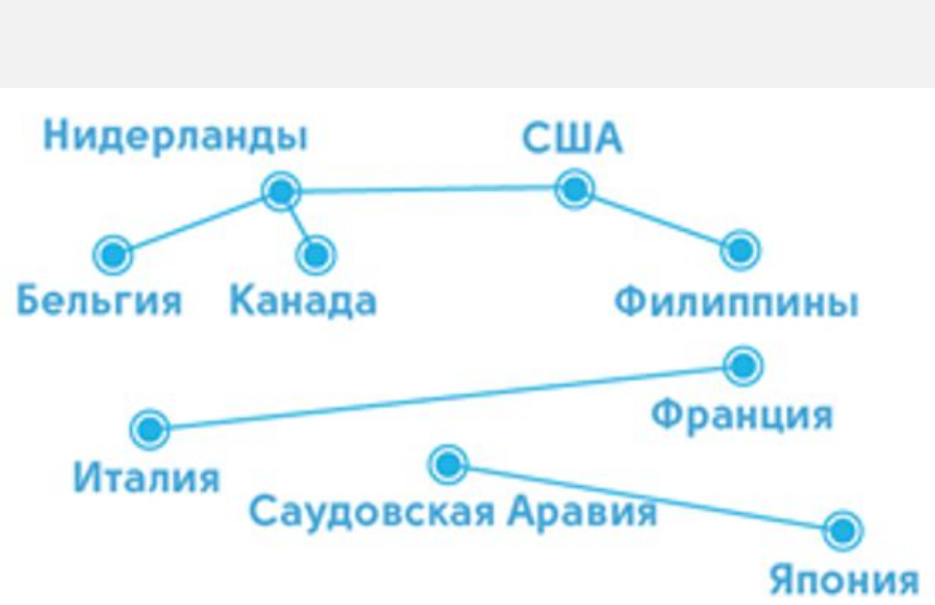 Нидерланды
США
Бельгия
Канада
Филиппины
Франция
Италия
Саудовская Аравия
Япония